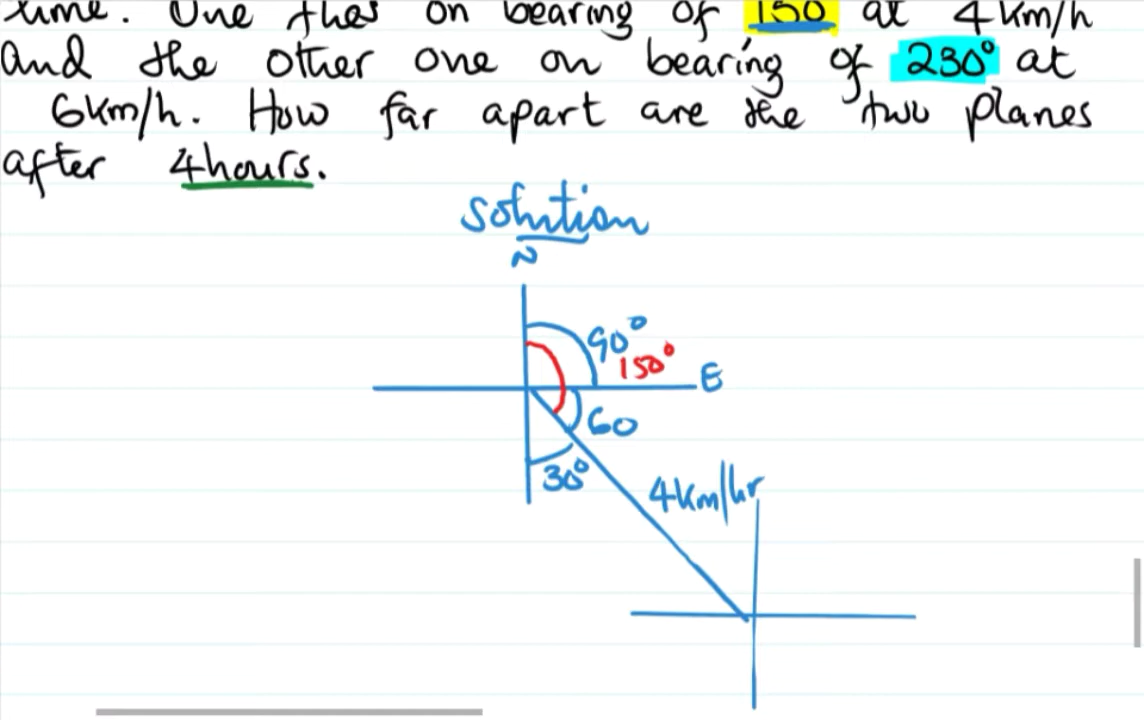 time. One flies on bearing of 150 at 4km/h
and the other one on bearing of 230° at
6km/h. How far apart are the two planes
after 4hours.
solution
N
90°
150°
E
60
30°
4km/hr